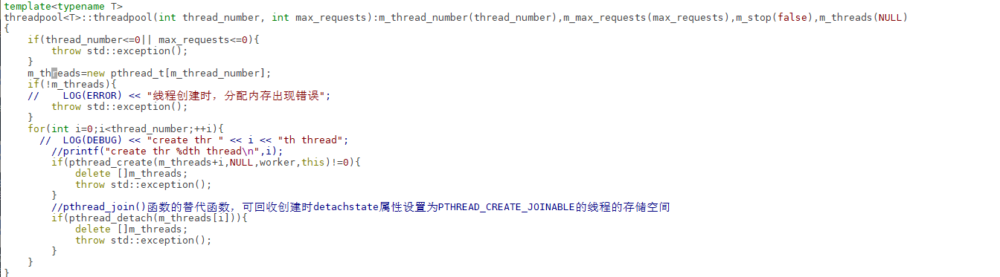 template<typename T>
threadpool<T>::threadpool(int thread_number, int max_requests):m_thread_number(thread_number),m_max_requests(max_requests),m_stop(false),m_threads(NULL)
{
    if(thread_number<=0|| max_requests<=0){
        throw std::exception();
    }
    m_threads=new pthread_t[m_thread_number];
    if(!m_threads){
    //    LOG(ERROR) << "线程创建时，分配内存出现错误";
        throw std::exception();
    }
    for(int i=0;i<thread_number;++i){
      //  LOG(DEBUG) << "create thr " << i << "th thread";
        //printf("create thr %dth thread\n",i);
        if(pthread_create(m_threads+i,NULL,worker,this)!=0){
            delete []m_threads;
            throw std::exception();
        }
        //pthread_join()函数的替代函数，可回收创建时detachstate属性设置为PTHREAD_CREATE_JOINABLE的线程的存储空间
        if(pthread_detach(m_threads[i])){
            delete []m_threads;
            throw std::exception();
        }
    }
}